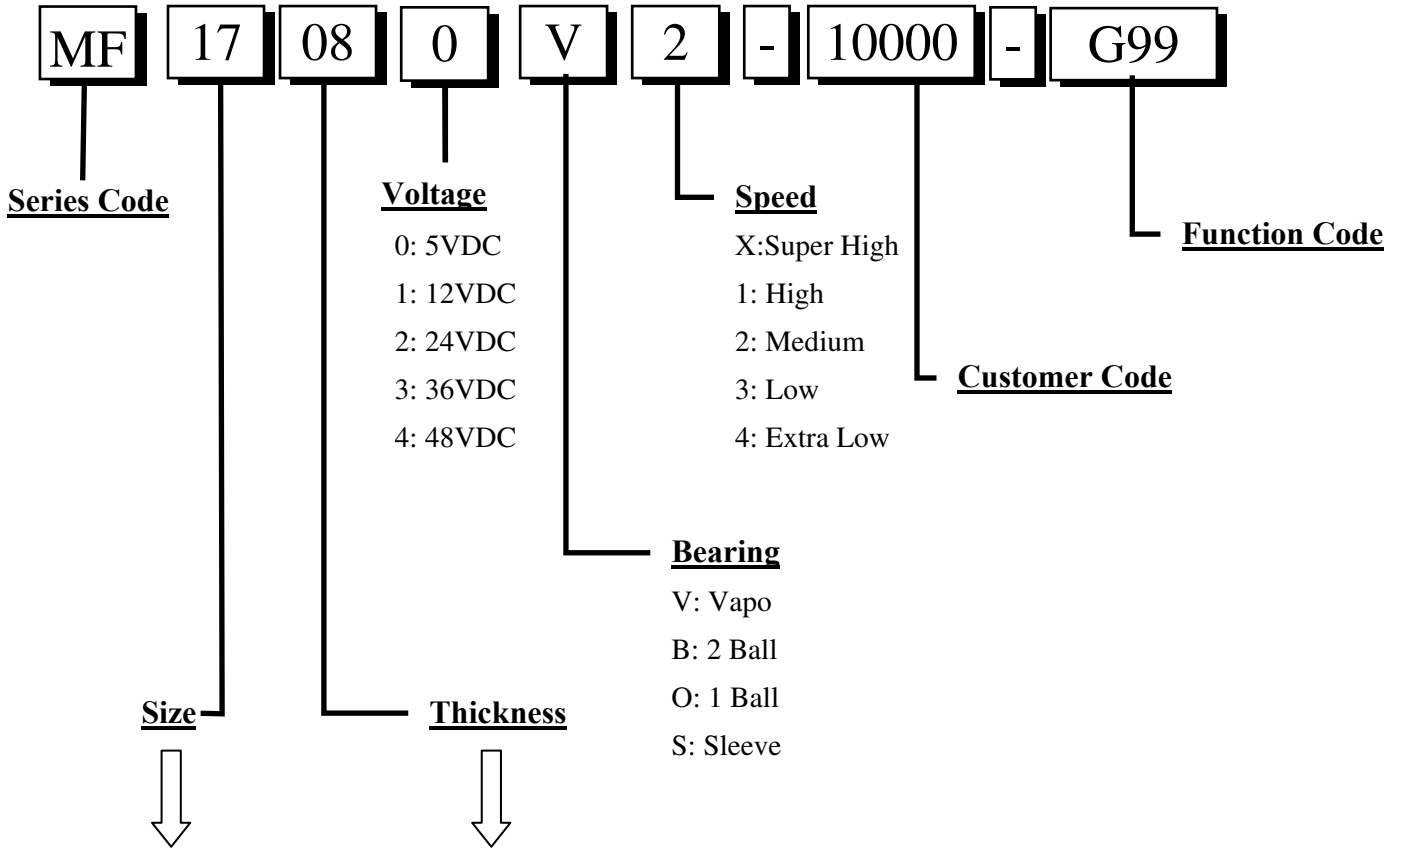 MF 17 08 0 V 2 - 10000 - G99
Series Code
Voltage
0: 5VDC
1: 12VDC
2: 24VDC
3: 36VDC
4: 48VDC
Speed
X:Super High
1: High
2: Medium
3: Low
4: Extra Low
Function Code
Customer Code
Bearing
V: Vapo
B: 2 Ball
O: 1 Ball
S: Sleeve
Size
Thickness